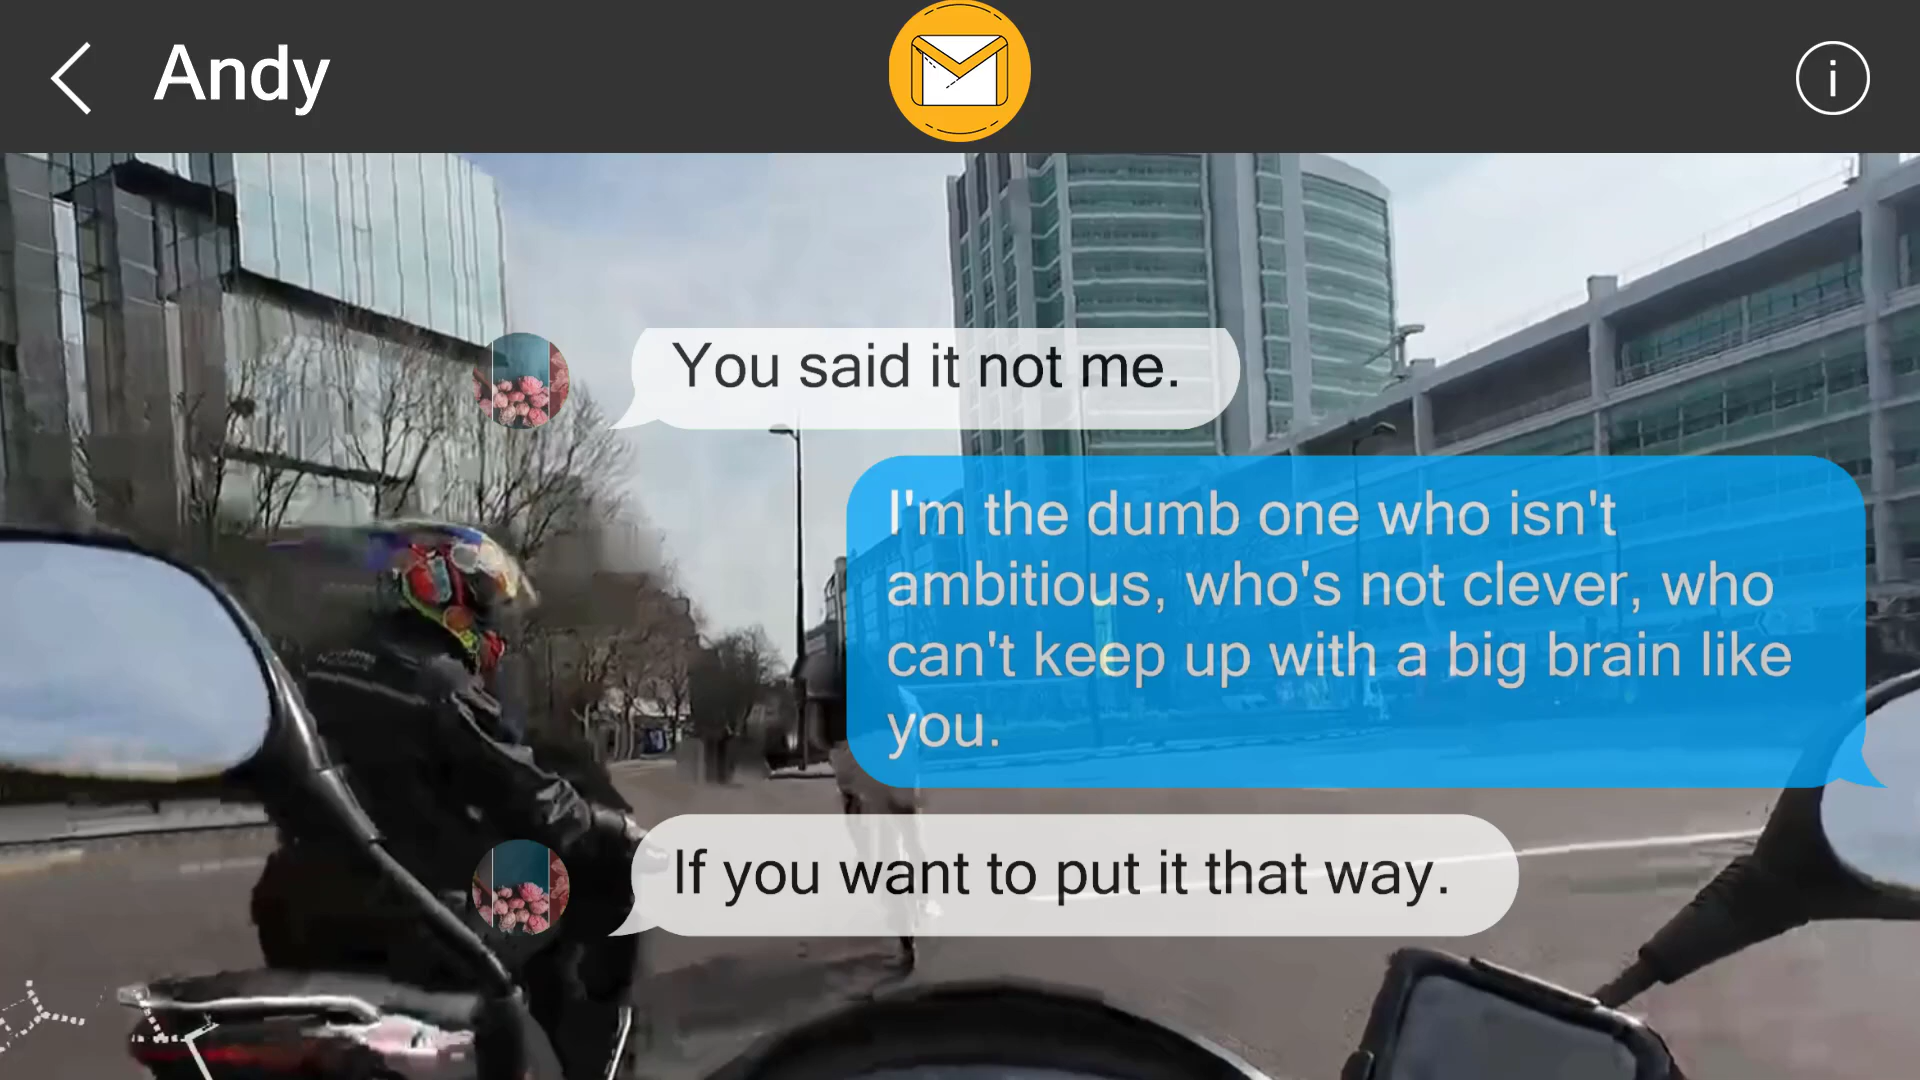 Andy
You said it not me.
I'm the dumb one who isn't
ambitious, who's not clever, who
can't keep up with a big brain like
you.
If you want to put it that way.